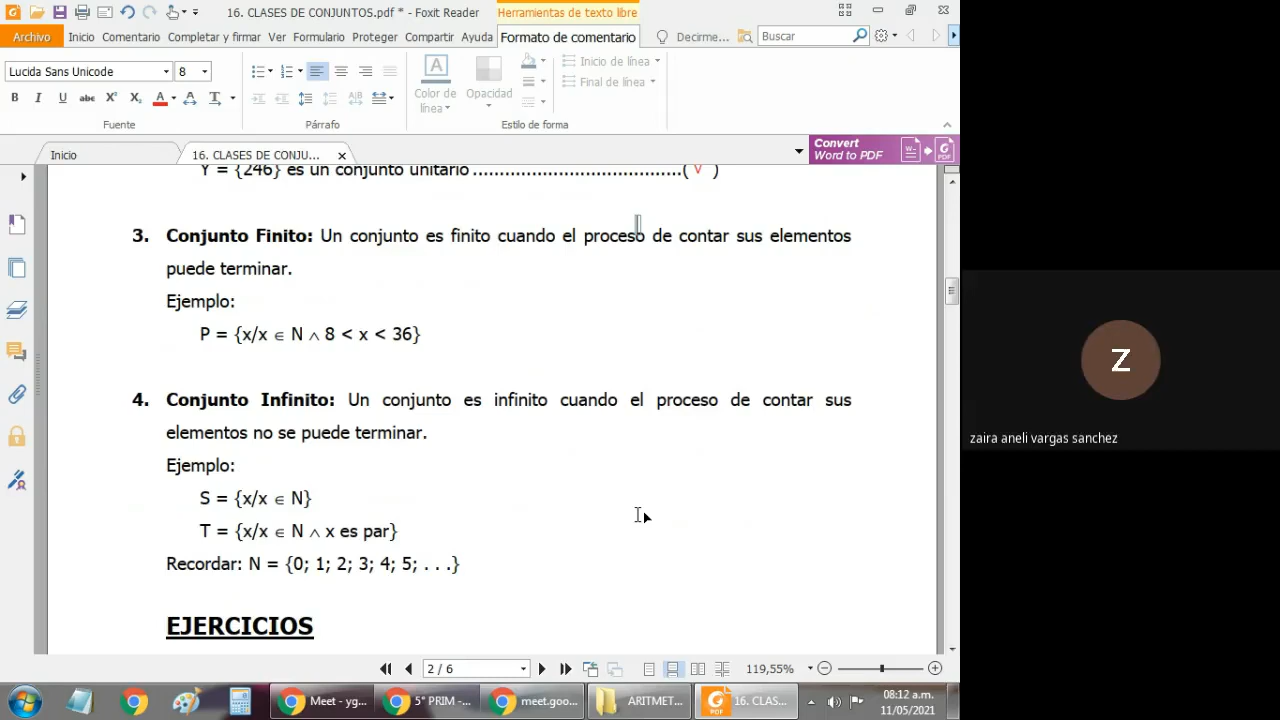 16. CLASES DE CONJUNTOS.pdf * - Foxit Reader
Herramientas de texto libre
Archivo Inicio Comentario Completar y firmar Ver Formulario Proteger Compartir Ayuda Formato de comentario Decirme... Buscar
Lucida Sans Unicode 8
Color de línea
Opacidad
Inicio de línea
Final de línea
Fuente Párrafo Estilo de forma
Inicio
16. CLASES DE CONJU...
Convert
Word to PDF
Y = {246} es un conjunto unitario .......................................( V )
3. Conjunto Finito: Un conjunto es finito cuando el proceso de contar sus elementos
puede terminar.
Ejemplo:
P = {x/x ∈ N ∧ 8 < x < 36}
4. Conjunto Infinito: Un conjunto es infinito cuando el proceso de contar sus
elementos no se puede terminar.
Ejemplo:
S = {x/x ∈ N}
T = {x/x ∈ N ∧ x es par}
Recordar: N = {0; 1; 2; 3; 4; 5; . . .}
EJERCICIOS
2 / 6
119,55%
Meet - yg...
5° PRIM - ...
meet.goo...
ARITMET...
16. CLAS...
08:12 a.m.
11/05/2021
Z
zaira aneli vargas sanchez